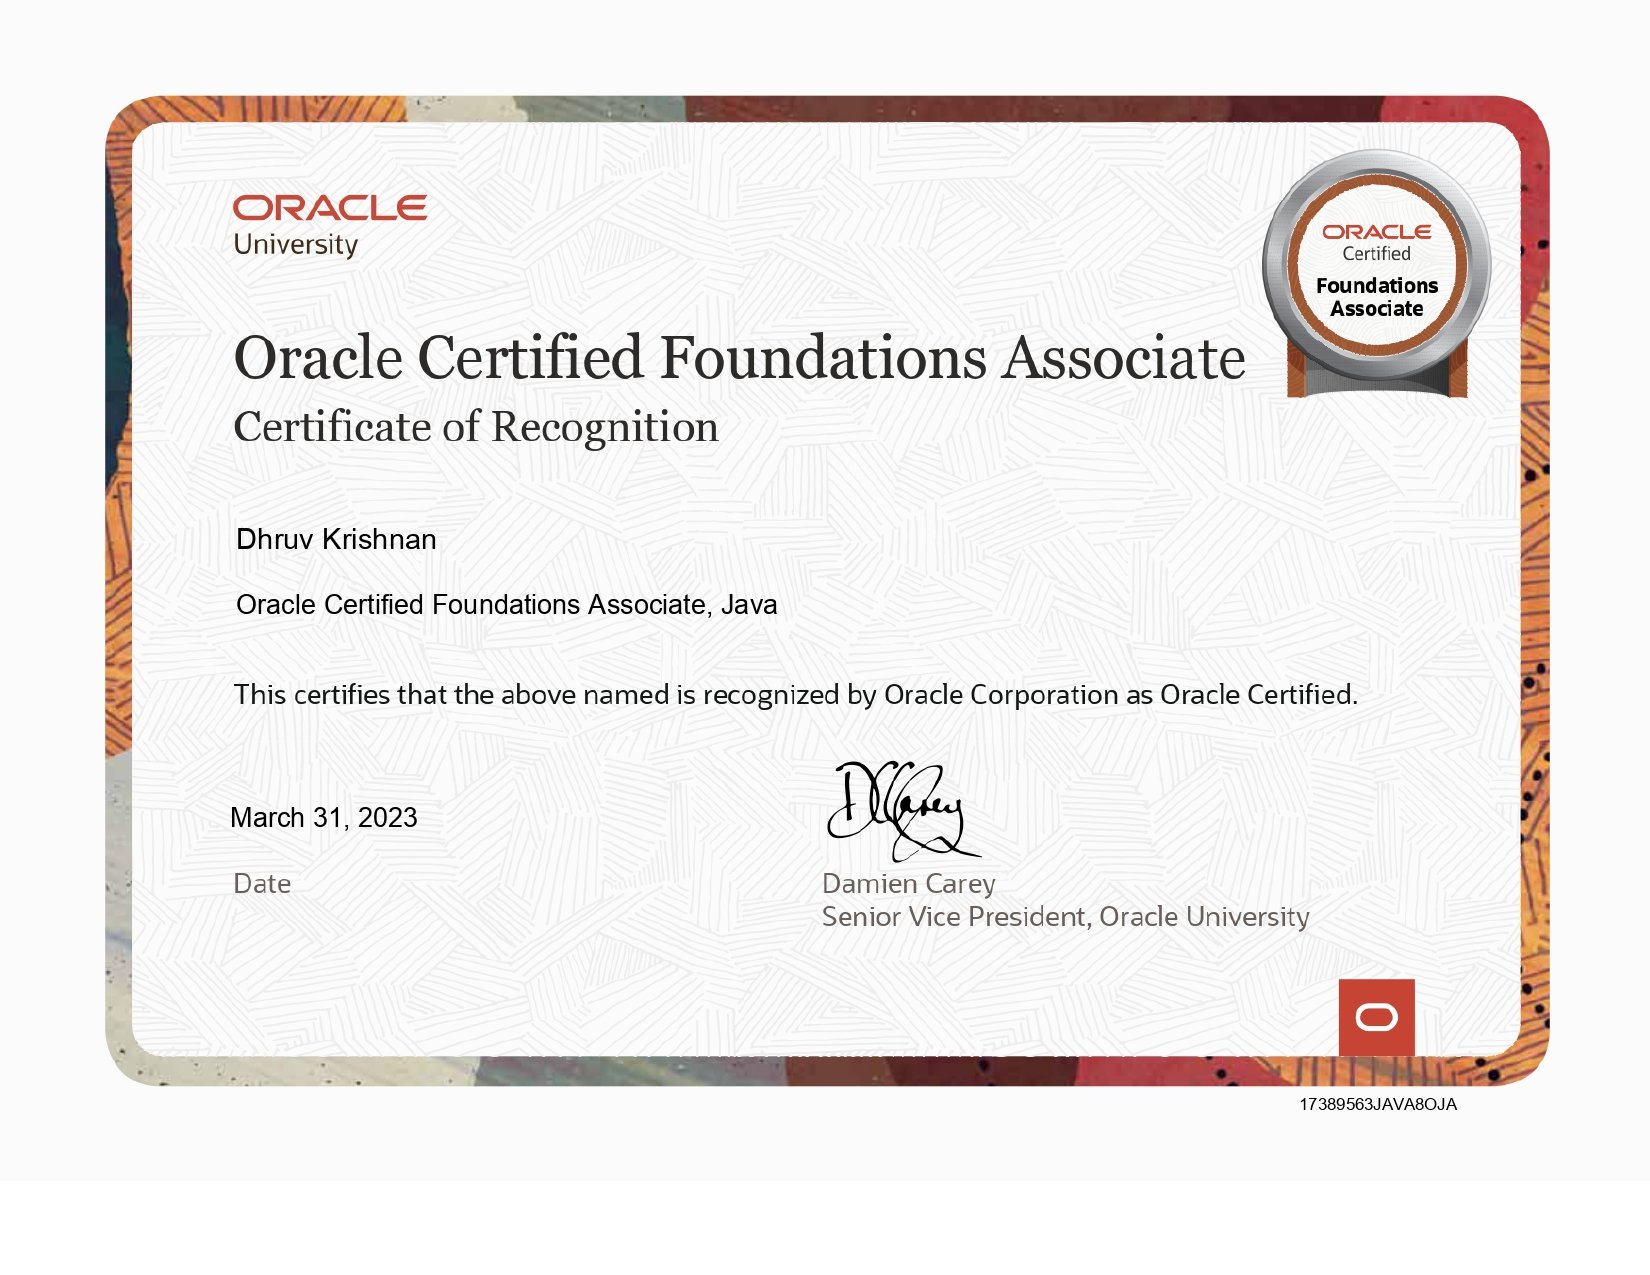 ORACLE
University
ORACLE
Certified
Foundations
Associate
Oracle Certified Foundations Associate
Certificate of Recognition
Dhruv Krishnan
Oracle Certified Foundations Associate, Java
This certifies that the above named is recognized by Oracle Corporation as Oracle Certified.
March 31, 2023
Date
DCarey
Damien Carey
Senior Vice President, Oracle University
17389563JAVA8OJA